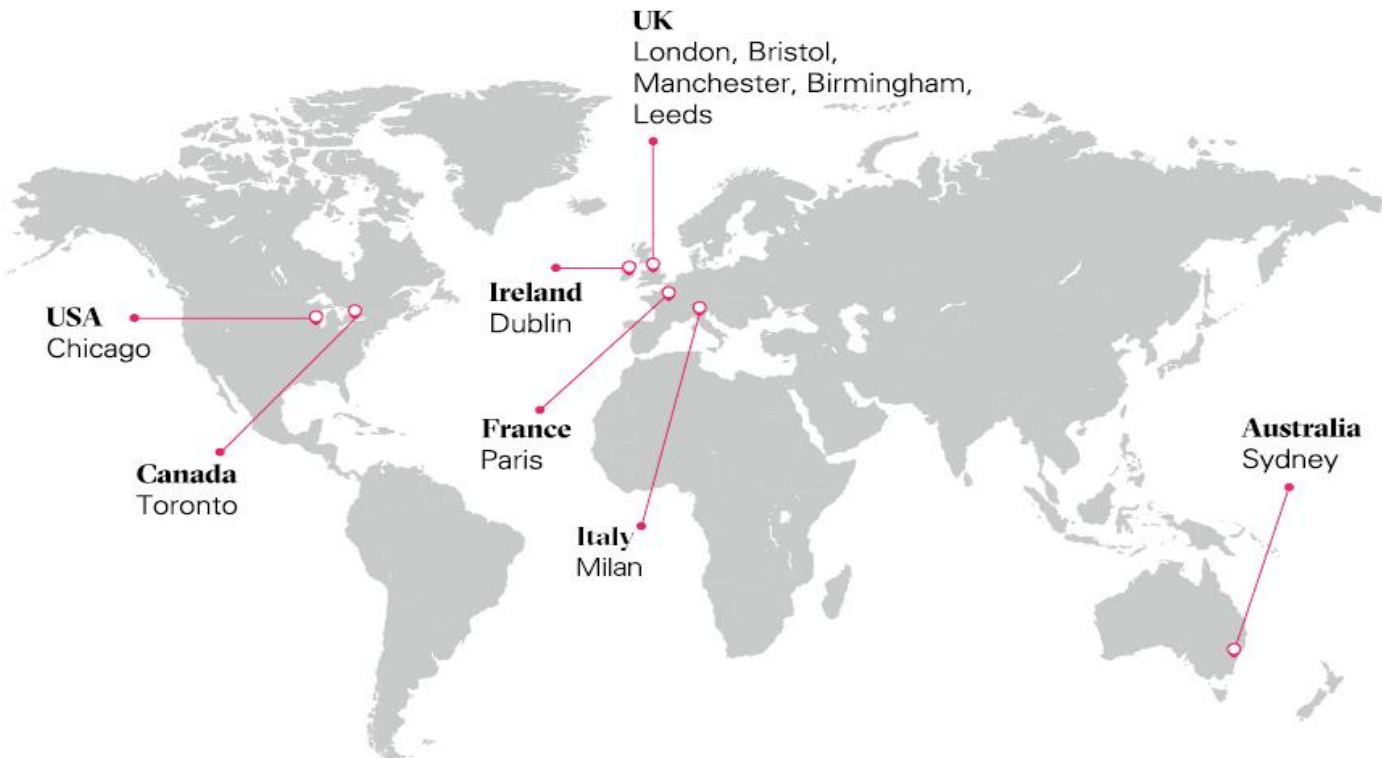 UK
London, Bristol,
Manchester, Birmingham,
Leeds
Ireland
Dublin
USA
Chicago
France
Paris
Australia
Sydney
Canada
Toronto
Italy
Milan